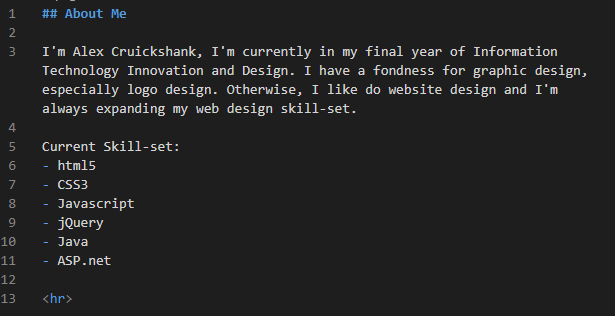 1 ## About Me
2
3 I'm Alex Cruickshank, I'm currently in my final year of Information
Technology Innovation and Design. I have a fondness for graphic design,
especially logo design. Otherwise, I like do website design and I'm
always expanding my web design skill-set.
4
5 Current Skill-set:
6 - html5
7 - CSS3
8 - Javascript
9 - jQuery
10 - Java
11 - ASP.net
12
13 <hr>